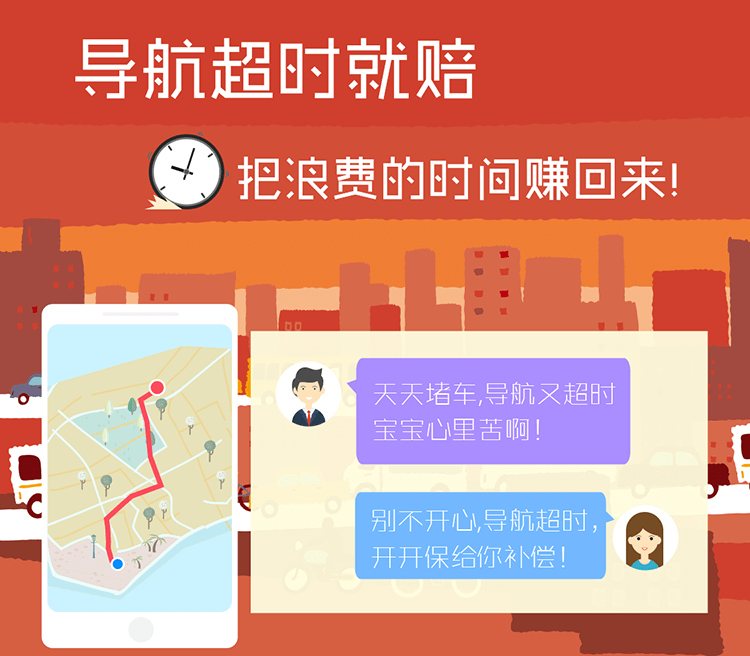 导航超时就赔
把浪费的时间赚回来!
天天堵车,导航又超时
宝宝心里苦啊!
别不开心,导航超时,
开开保给你补偿!